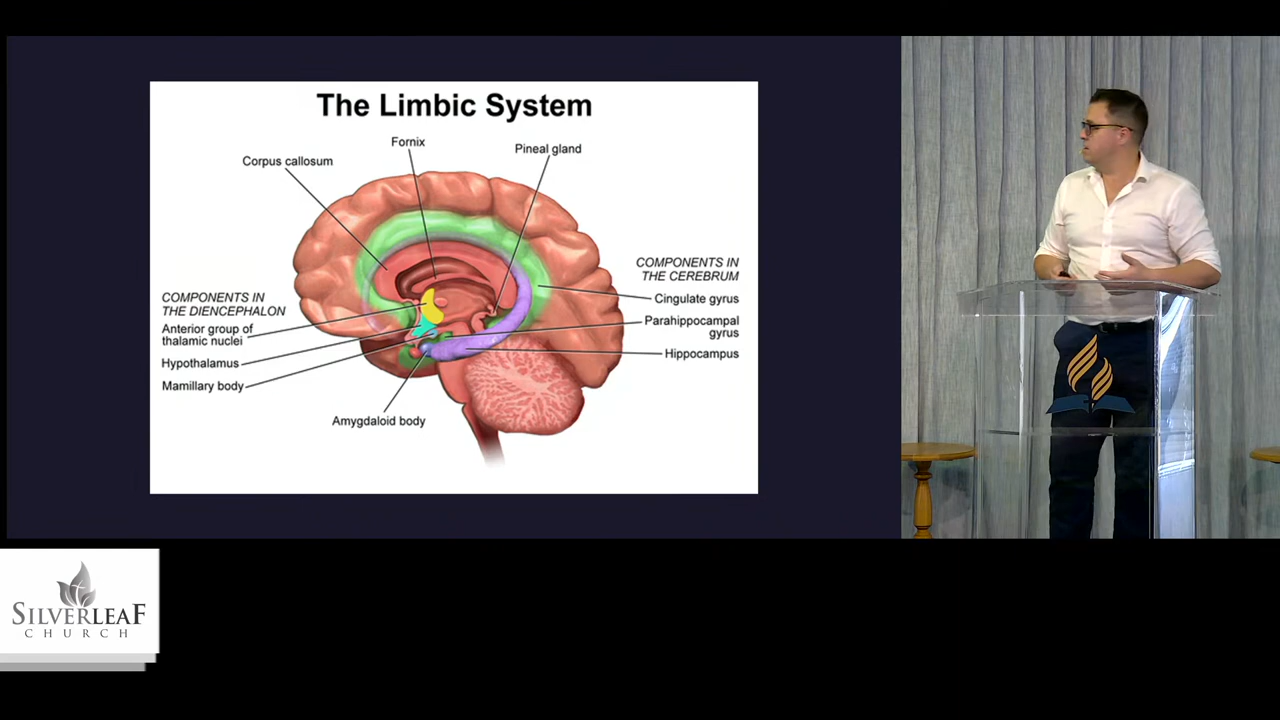 The Limbic System
Fornix
Pineal gland
Corpus callosum
COMPONENTS IN
THE CEREBRUM
Cingulate gyrus
Parahippocampal
gyrus
Hippocampus
COMPONENTS IN
THE DIENCEPHALON
Anterior group of
thalamic nuclei
Hypothalamus
Mamillary body
Amygdaloid body
SILVERLEAF
CHURCH